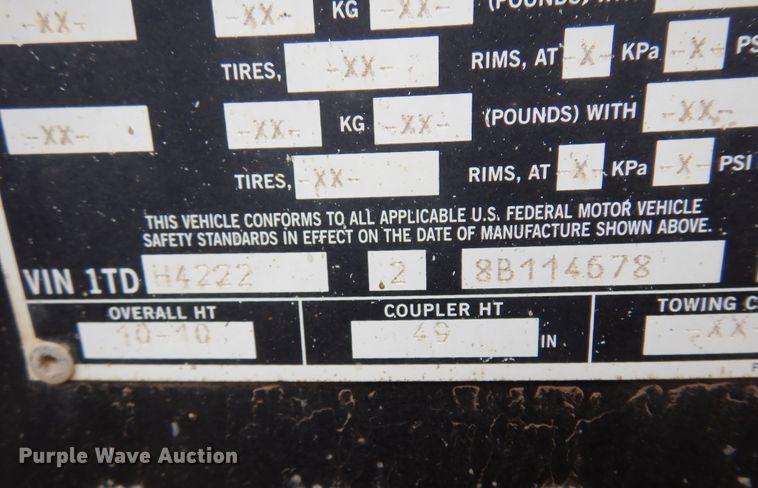 -XX- -XX- KG -XX- (POUNDS) WITH
TIRES, -XX- RIMS, AT -X- KPa -X- PS
-XX- -XX- KG -XX- (POUNDS) WITH -XX-
TIRES, -XX- RIMS, AT -X- KPa -X- PSI
THIS VEHICLE CONFORMS TO ALL APPLICABLE U.S. FEDERAL MOTOR VEHICLE
SAFETY STANDARDS IN EFFECT ON THE DATE OF MANUFACTURE SHOWN ABOVE.
VIN 1TD H4222 2 8B114678
OVERALL HT COUPLER HT TOWING C
10-10 49 IN -XX-
Purple Wave Auction